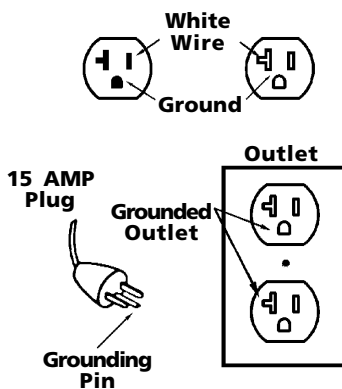 White
Wire
Ground
Outlet
15 AMP
Plug
Grounded
Outlet
Grounding
Pin